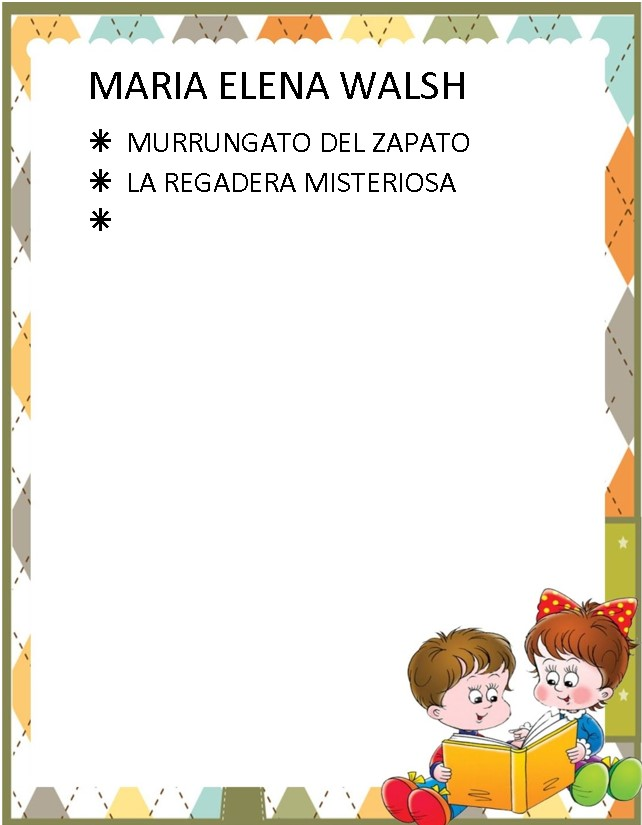 MARIA ELENA WALSH
⁕ MURRUNGATO DEL ZAPATO
⁕ LA REGADERA MISTERIOSA
⁕